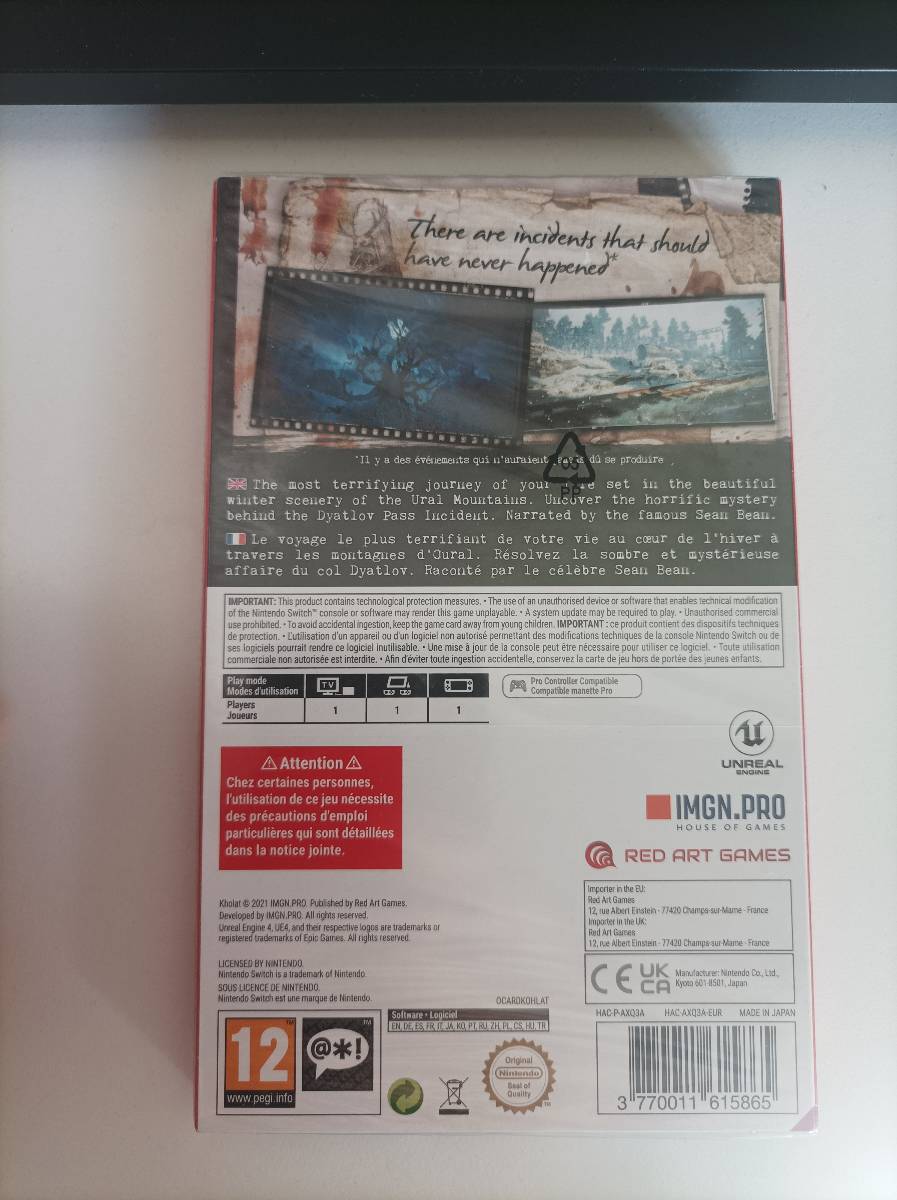 There are incidents that should
have never happened*
*Il y a des événements qui n'auraient jamais dû se produire
The most terrifying journey of your set in the beautiful
winter scenery of the Ural Mountains. Uncover the horrific mystery
behind the Dyatlov Pass Incident. Narrated by the famous Sean Bean.
Le voyage le plus terrifiant de votre vie au cœur de l'hiver à
travers les montagnes d'Oural. Résolvez la sombre et mystérieuse
affaire du col Dyatlov. Raconté par le célèbre Sean Bean.
IMPORTANT: This product contains technological protection measures. • The use of an unauthorised device or software that enables technical modification
of the Nintendo Switch™ console or software may render this game unplayable. • A system update may be required to play. • Unauthorised commercial
use prohibited. • To avoid accidental ingestion, keep the game card away from young children. IMPORTANT : ce produit contient des dispositifs techniques
de protection. • L'utilisation d'un appareil ou d'un logiciel non autorisé permettant des modifications techniques de la console Nintendo Switch ou de
ses logiciels pourrait rendre ce logiciel inutilisable. • Une mise à jour de la console peut être nécessaire pour utiliser ce logiciel. • Toute utilisation
commerciale non autorisée est interdite. • Afin d'éviter toute ingestion accidentelle, conservez la carte de jeu hors de portée des jeunes enfants.
Play mode
Modes d'utilisation
TV
Pro Controller Compatible
Compatible manette Pro
Players
Joueurs
1 1 1
UNREAL
ENGINE
⚠ Attention ⚠
Chez certaines personnes,
l'utilisation de ce jeu nécessite
des précautions d'emploi
particulières qui sont détaillées
dans la notice jointe.
IMGN.PRO
HOUSE OF GAMES
RED ART GAMES
Importer in the EU:
Red Art Games
12, rue Albert Einstein - 77420 Champs-sur-Marne - France
Importer in the UK:
Red Art Games
12, rue Albert Einstein - 77420 Champs-sur-Marne - France
Kholat © 2021 IMGN.PRO. Published by Red Art Games.
Developed by IMGN.PRO. All rights reserved.
Unreal Engine 4, UE4, and their respective logos are trademarks or
registered trademarks of Epic Games. All rights reserved.
LICENSED BY NINTENDO.
Nintendo Switch is a trademark of Nintendo.
SOUS LICENCE DE NINTENDO.
Nintendo Switch est une marque de Nintendo.
CE UK CA
Manufacturer: Nintendo Co., Ltd.,
Kyoto 601-8501, Japan
OCARDKOHLAT
HAC-P-AXQ3A HAC-AXQ3A-EUR MADE IN JAPAN
Software • Logiciel
EN, DE, ES, FR, IT, JA, KO, PT, RU, ZH, PL, CS, HU, TR
12
www.pegi.info
@*!
TM
Original
Nintendo
Seal of
Quality
TM
3 770011 615865